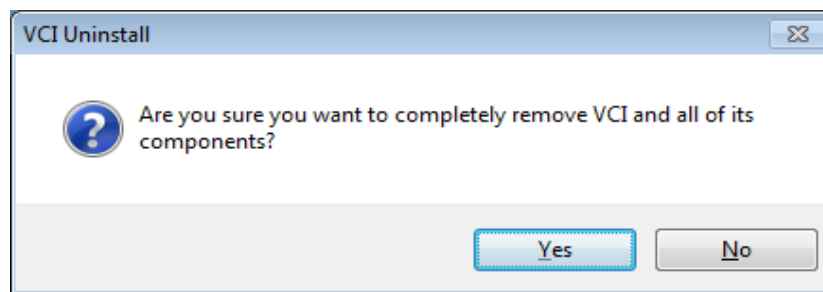 VCI Uninstall
Are you sure you want to completely remove VCI and all of its
components?
Yes
No